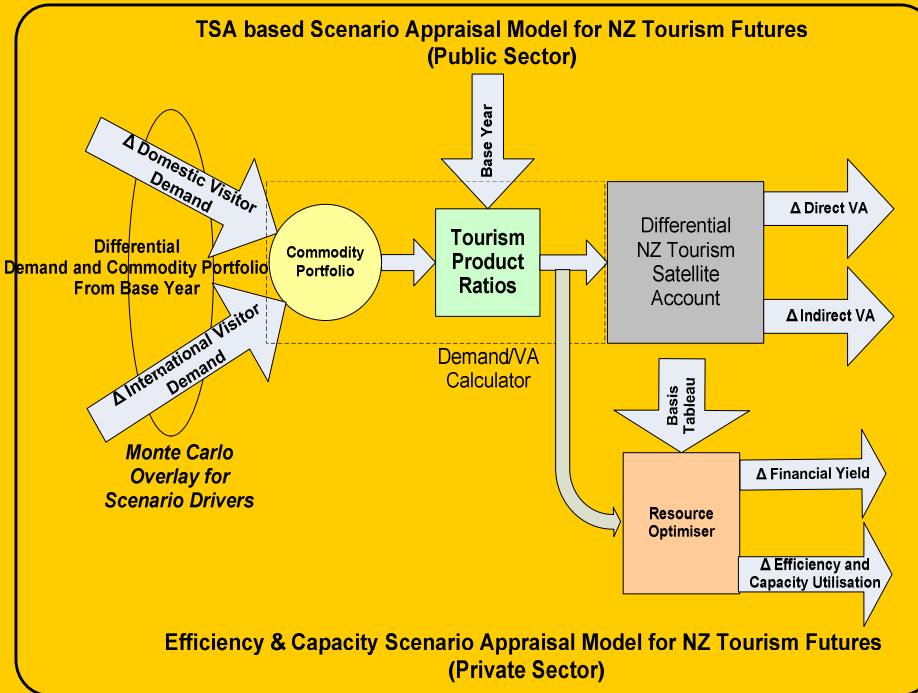 TSA based Scenario Appraisal Model for NZ Tourism Futures
(Public Sector)
Base Year
Δ Domestic Visitor
Demand
Differential
Demand and Commodity Portfolio
From Base Year
Δ International Visitor
Demand
Monte Carlo
Overlay for
Scenario Drivers
Commodity
Portfolio
Tourism
Product
Ratios
Demand/VA
Calculator
Differential
NZ Tourism
Satellite
Account
Δ Direct VA
Δ Indirect VA
Basis
Tableau
Resource
Optimiser
Δ Financial Yield
Δ Efficiency and
Capacity Utilisation
Efficiency & Capacity Scenario Appraisal Model for NZ Tourism Futures
(Private Sector)